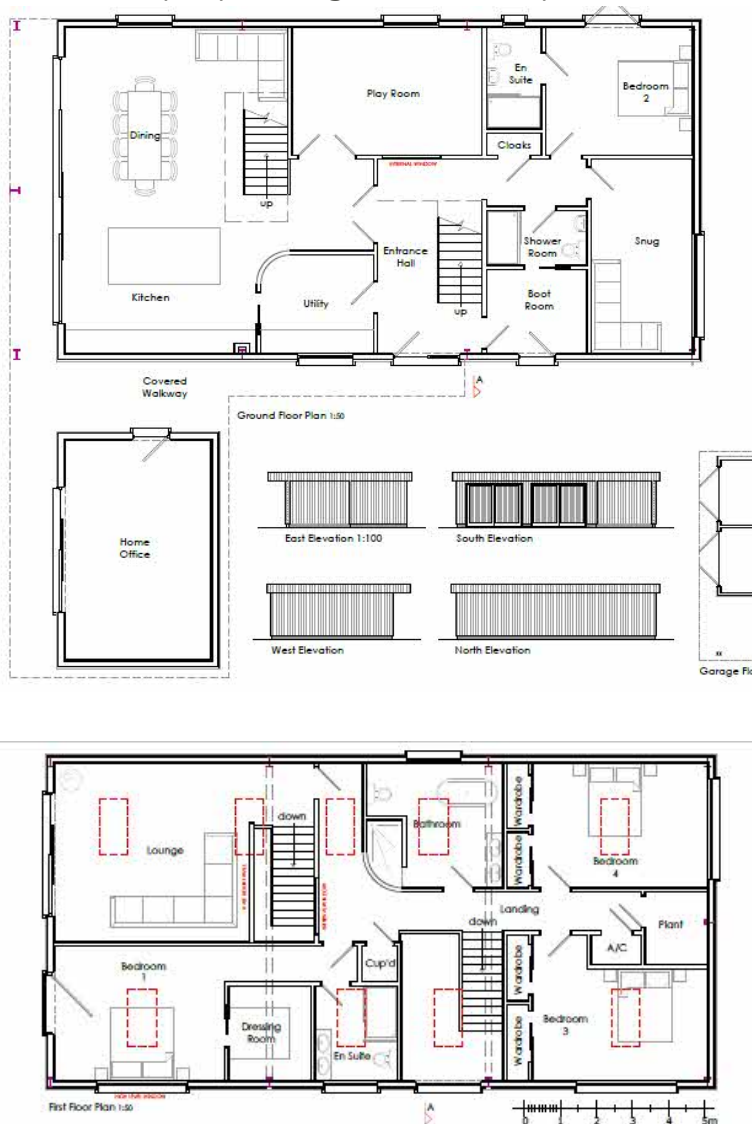 En
Suite
Play Room
Bedroom
2
Dining
Cloaks
INTERNAL WINDOW
up
Entrance
Hall
Shower
Room
Snug
Kitchen
Utility
Boot
Room
up
Covered
Walkway
A
Ground Floor Plan 1:50
Home
Office
East Elevation 1:100
South Elevation
West Elevation
North Elevation
Garage Flo
down
Bathroom
Wardrobe
Lounge
Wardrobe
Bedroom
4
Landing
down
Plant
A/C
Cup'd
Bedroom
1
Wardrobe
Bedroom
3
Dressing
Room
En Suite
Wardrobe
First Floor Plan 1:50
A
0 1 2 3 4 5m